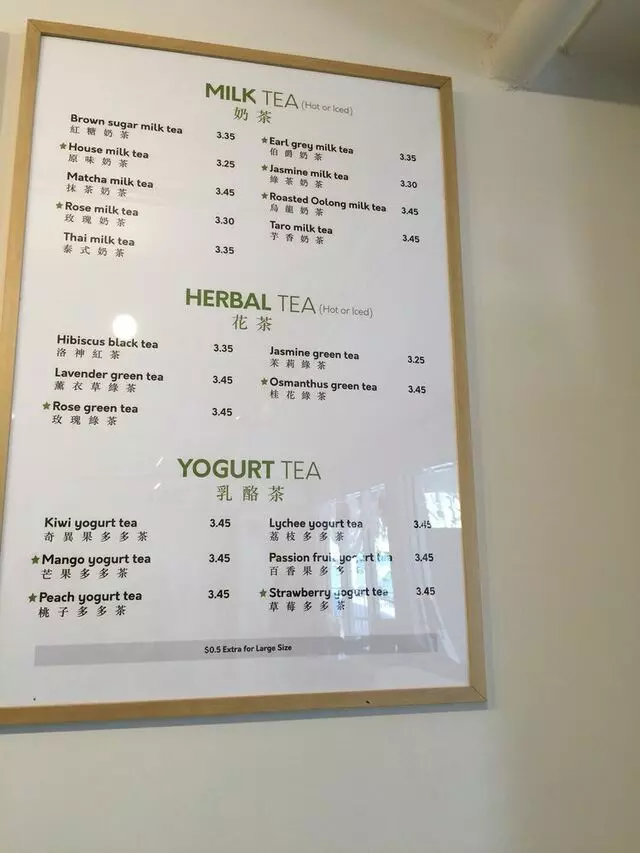 MILK TEA (Hot or Iced)
奶茶
Brown sugar milk tea 3.35
紅糖奶茶
★House milk tea 3.25
原味奶茶
Matcha milk tea 3.45
抹茶奶茶
★Rose milk tea 3.30
玫瑰奶茶
Thai milk tea 3.35
泰式奶茶
★Earl grey milk tea 3.35
伯爵奶茶
★Jasmine milk tea 3.30
綠茶奶茶
★Roasted Oolong milk tea 3.45
烏龍奶茶
Taro milk tea 3.45
芋香奶茶
HERBAL TEA (Hot or Iced)
花茶
Hibiscus black tea 3.35
洛神紅茶
Lavender green tea 3.45
薰衣草綠茶
★Rose green tea 3.45
玫瑰綠茶
Jasmine green tea 3.25
茉莉綠茶
★Osmanthus green tea 3.45
桂花綠茶
YOGURT TEA
乳酪茶
Kiwi yogurt tea 3.45
奇異果多多茶
★Mango yogurt tea 3.45
芒果多多茶
★Peach yogurt tea 3.45
桃子多多茶
Lychee yogurt tea 3.45
荔枝多多茶
Passion fruit yogurt tea 3.45
百香果多多茶
★Strawberry yogurt tea 3.45
草莓多多茶
$0.5 Extra for Large Size